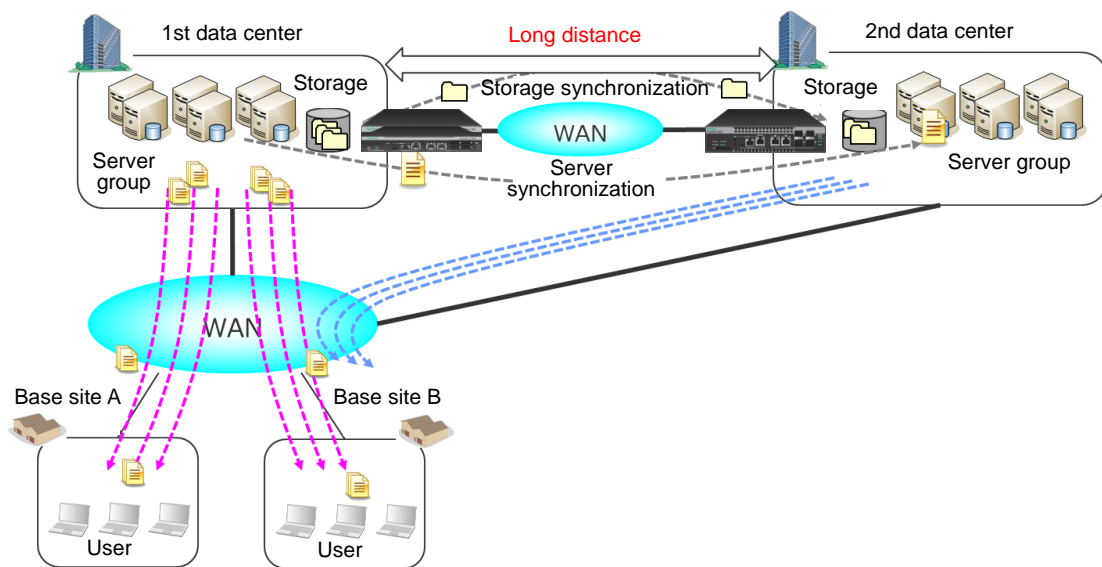 1st data center
Long distance
2nd data center
Storage
Storage synchronization
Storage
WAN
Server
group
Server
synchronization
Server group
WAN
Base site A
Base site B
User
User